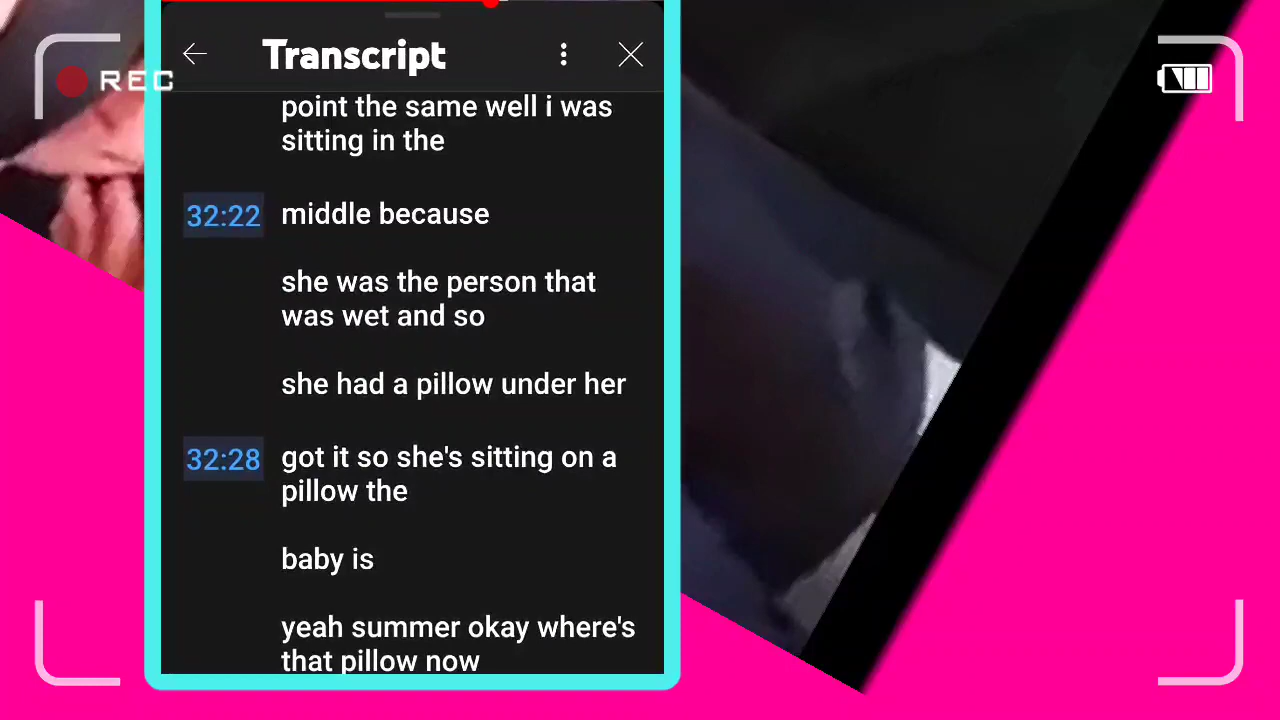 REC
Transcript
point the same well i was
sitting in the
32:22 middle because
she was the person that
was wet and so
she had a pillow under her
32:28 got it so she's sitting on a
pillow the
baby is
yeah summer okay where's
that pillow now